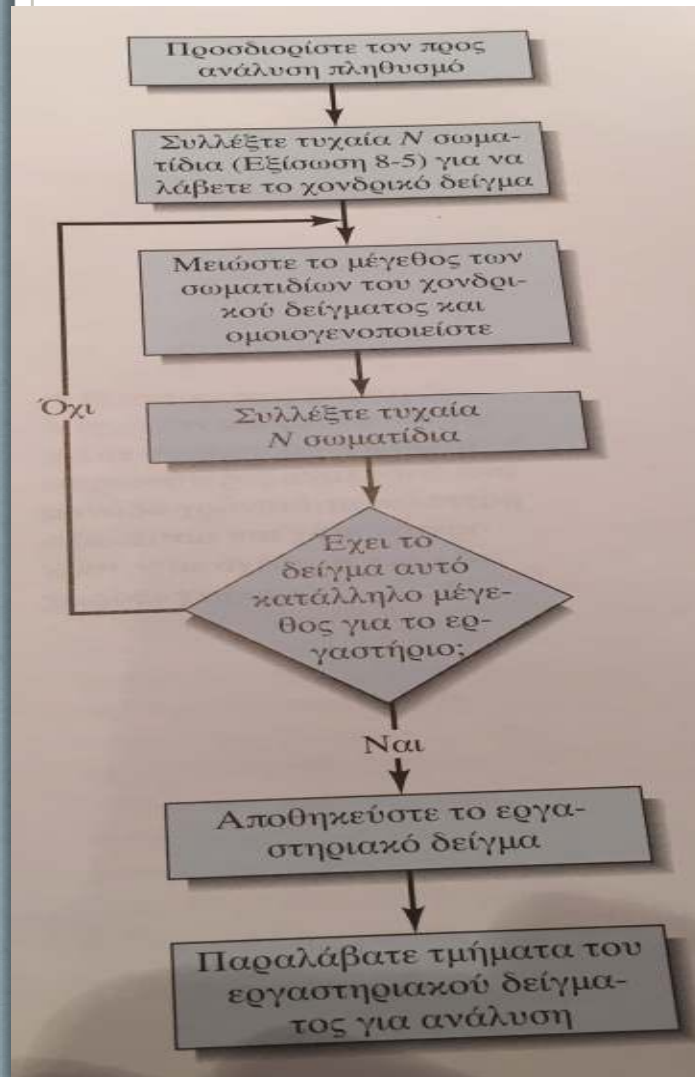 Προσδιορίστε τον προς
ανάλυση πληθυσμό
Συλλέξτε τυχαία N σωμα-
τίδια (Εξίσωση 8-5) για να
λάβετε το χονδρικό δείγμα
Μειώστε το μέγεθος των
σωματιδίων του χονδρι-
κού δείγματος και
ομοιογενοποιείστε
Όχι
Συλλέξτε τυχαία
N σωματίδια
Έχει το
δείγμα αυτό
κατάλληλο μέγε-
θος για το ερ-
γαστήριο;
Ναι
Αποθηκεύστε το εργα-
στηριακό δείγμα
Παραλάβατε τμήματα του
εργαστηριακού δείγμα-
τος για ανάλυση